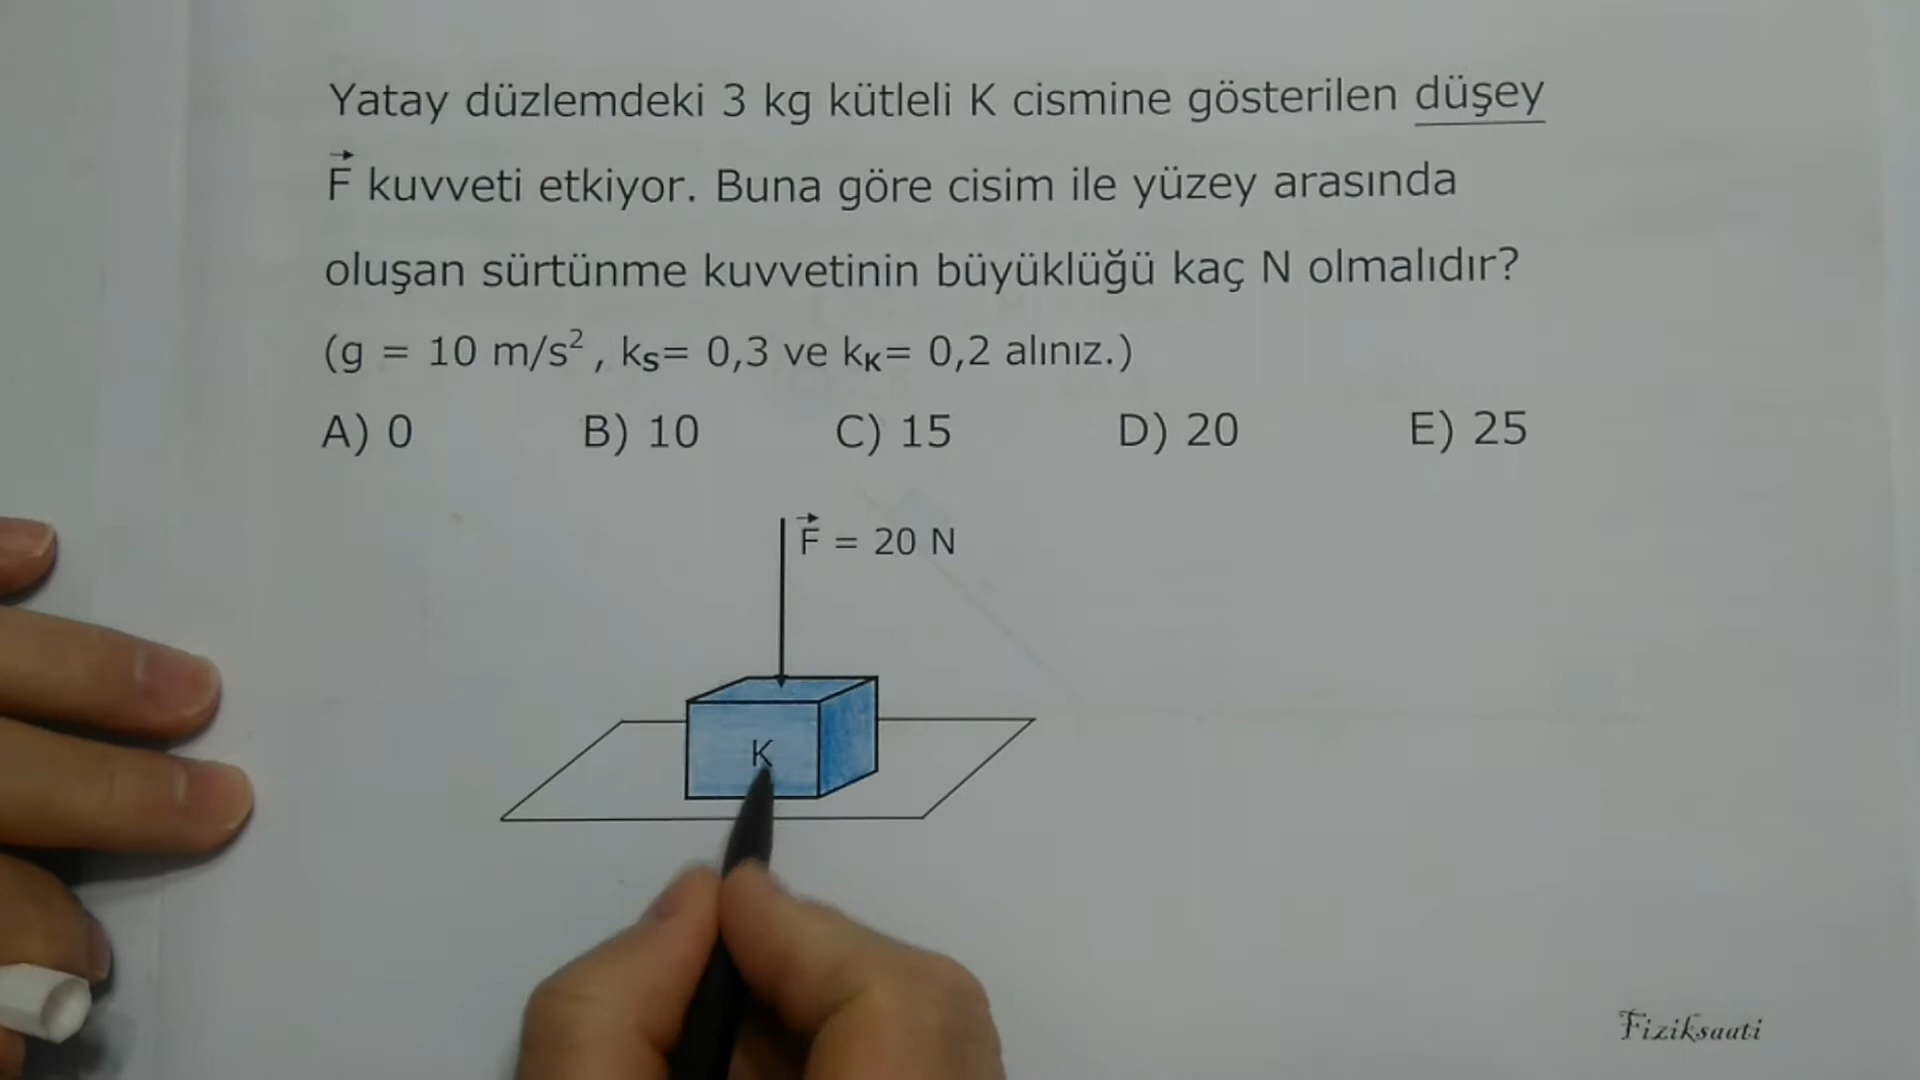 Yatay düzlemdeki 3 kg kütleli K cismine gösterilen düşey
F⃗ kuvveti etkiyor. Buna göre cisim ile yüzey arasında
oluşan sürtünme kuvvetinin büyüklüğü kaç N olmalıdır?
(g = 10 m/s² , kS= 0,3 ve kK= 0,2 alınız.)
A) 0 B) 10 C) 15 D) 20 E) 25
F⃗ = 20 N
K
Fiziksaati